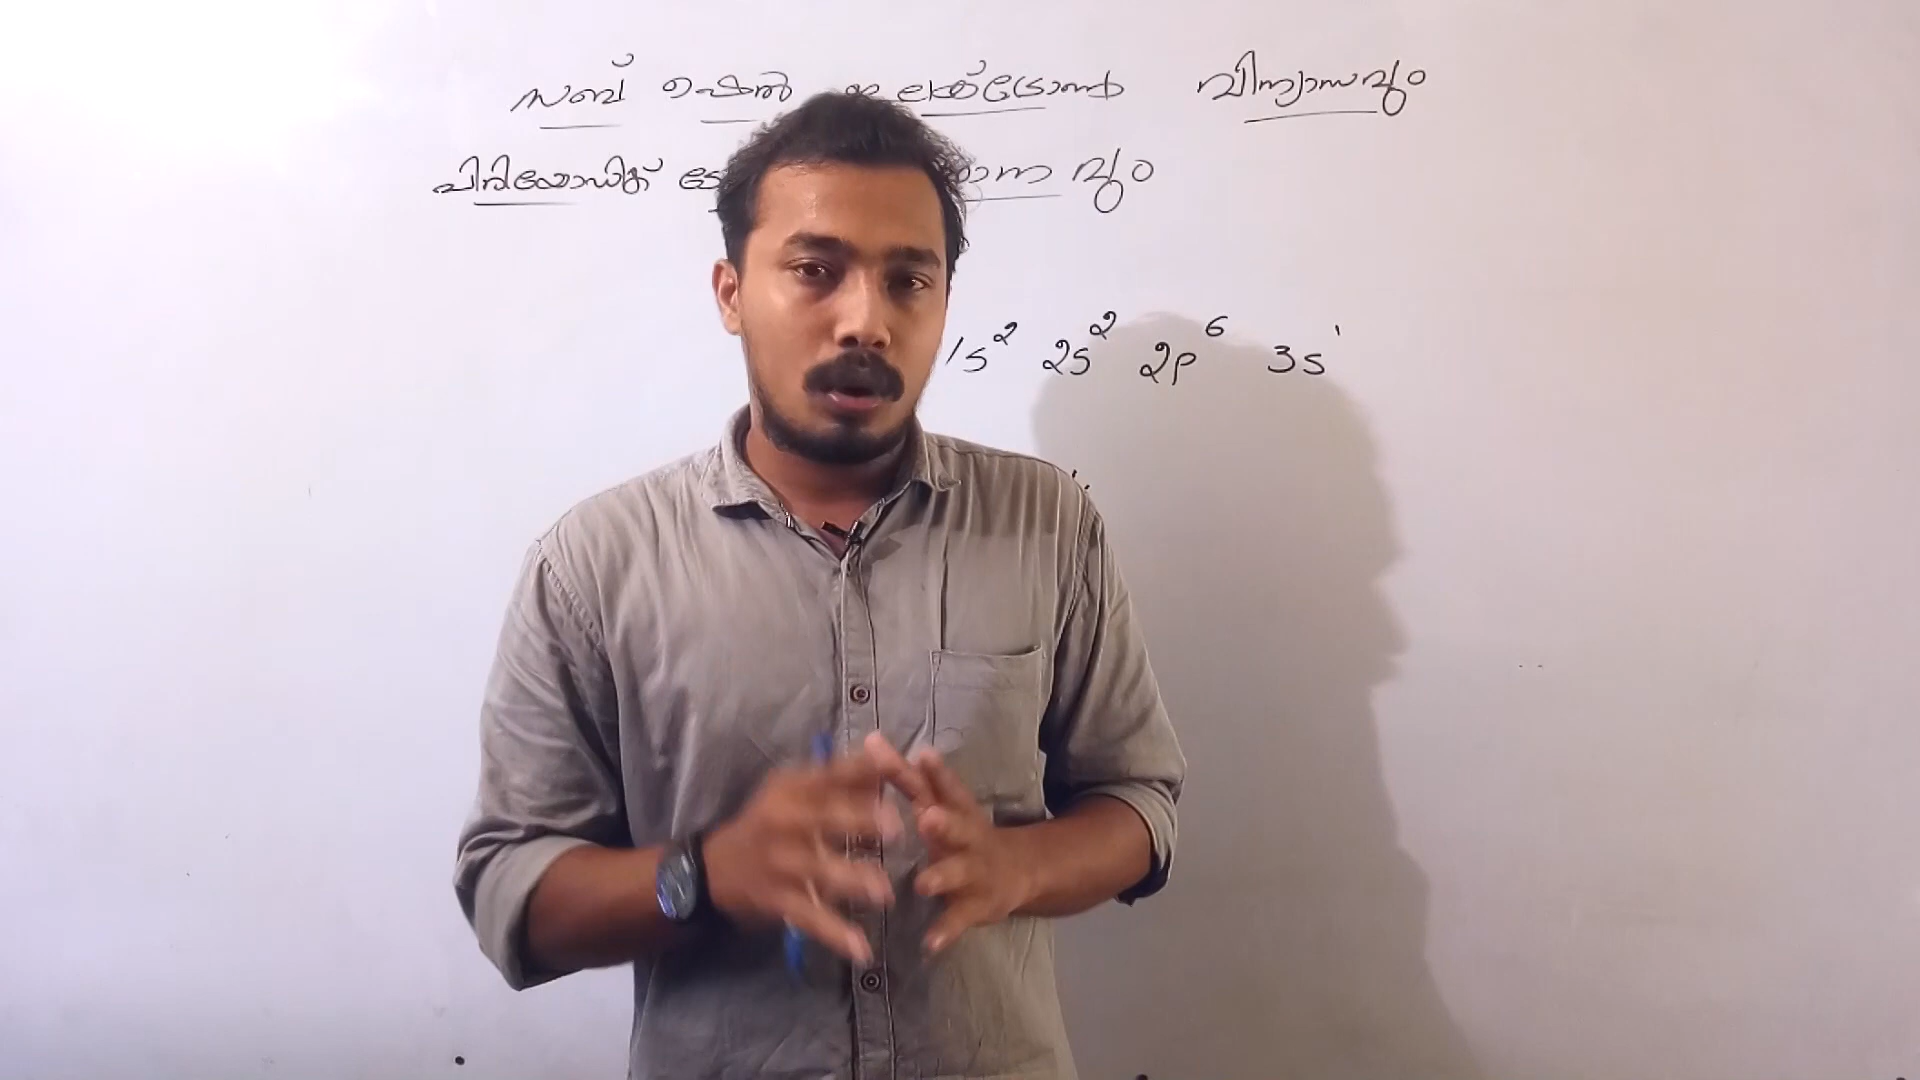 സബ് ഷെൽ ഇലക്ട്രോൺ വിന്യാസവും
പിരിയോഡിക്
1s² 2s² 2p⁶ 3s¹